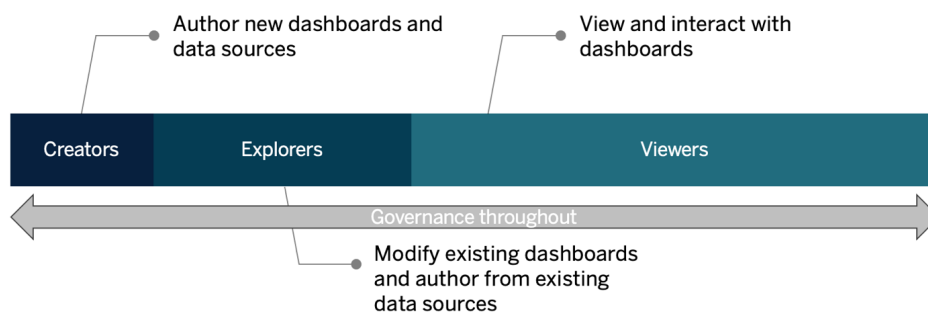 Author new dashboards and
data sources
View and interact with
dashboards
Creators
Explorers
Viewers
Governance throughout
Modify existing dashboards
and author from existing
data sources